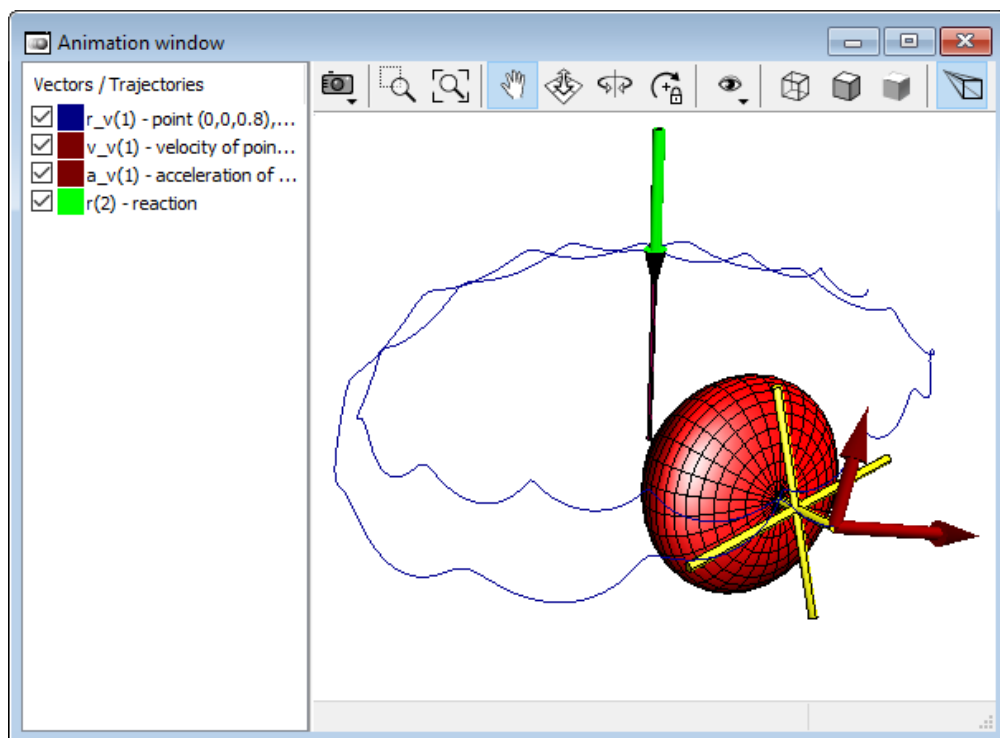 Animation window
Vectors / Trajectories
r_v(1) - point (0,0,0.8),...
v_v(1) - velocity of poin...
a_v(1) - acceleration of ...
r(2) - reaction